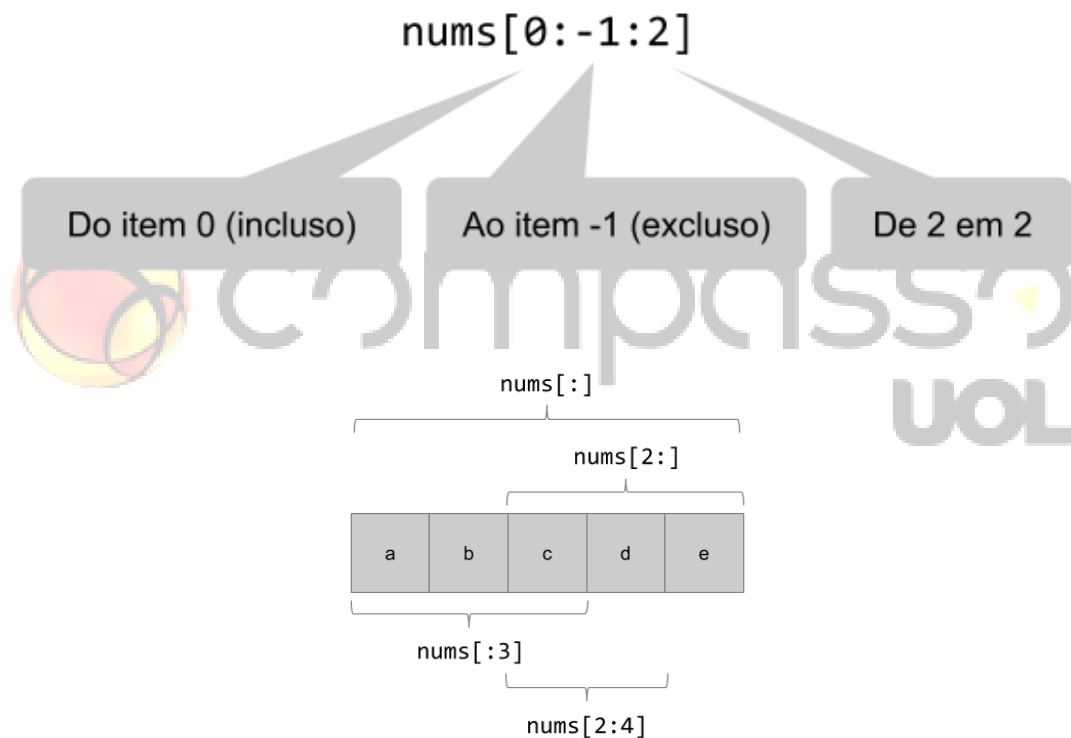 nums[0:-1:2]
Do item 0 (incluso)
Ao item -1 (excluso)
De 2 em 2
compasso
UOL
nums[:]
nums[2:]
a b c d e
nums[:3]
nums[2:4]